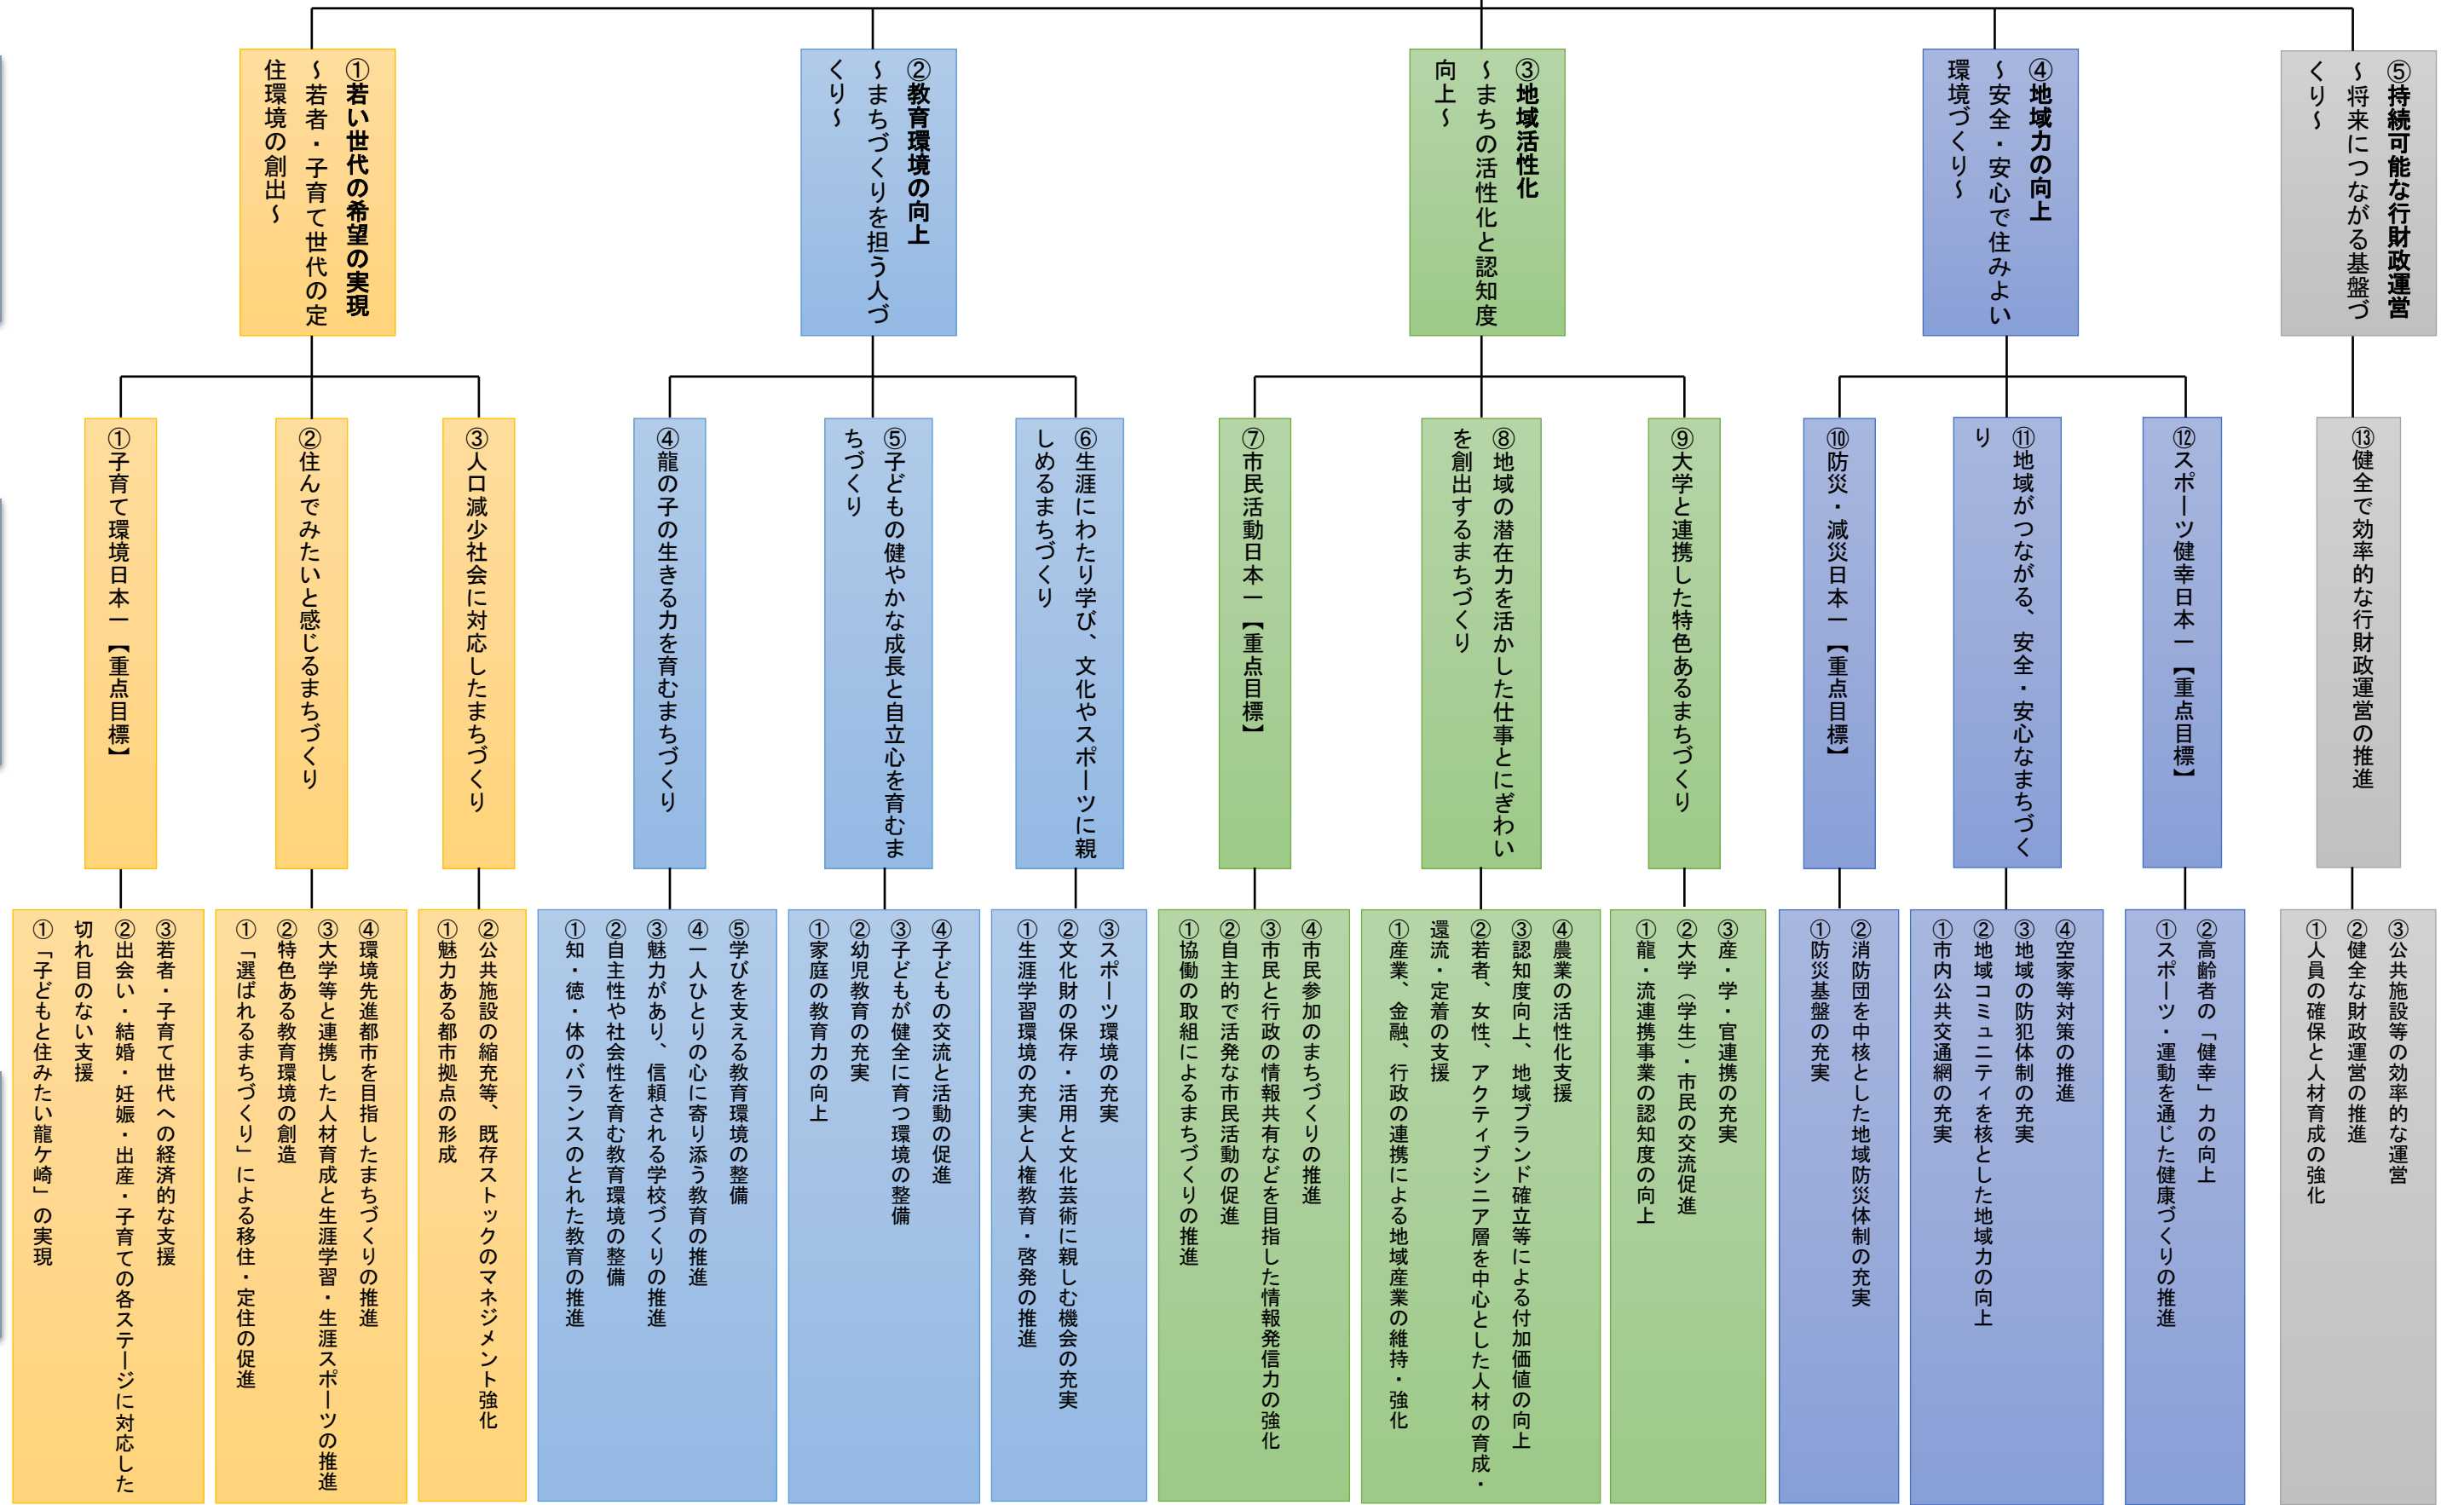 ①若い世代の希望の実現
～若者・子育て世代の定
住環境の創出～
②教育環境の向上
～まちづくりを担う人づ
くり～
③地域活性化
～まちの活性化と認知度
向上～
④地域力の向上
～安全・安心で住みよい
環境づくり～
⑤持続可能な行財政運営
～将来につながる基盤づ
くり～
①子育て環境日本一【重点目標】
②住んでみたいと感じるまちづくり
③人口減少社会に対応したまちづくり
④龍の子の生きる力を育むまちづくり
⑤子どもの健やかな成長と自立心を育むま
ちづくり
⑥生涯にわたり学び、文化やスポーツに親
しめるまちづくり
⑦市民活動日本一【重点目標】
⑧地域の潜在力を活かした仕事とにぎわい
を創出するまちづくり
⑨大学と連携した特色あるまちづくり
⑩防災・減災日本一【重点目標】
⑪地域がつながる、安全・安心なまちづく
り
⑫スポーツ健幸日本一【重点目標】
⑬健全で効率的な行財政運営の推進
①「子どもと住みたい龍ケ崎」の実現
②出会い・結婚・妊娠・出産・子育ての各ステージに対応した
切れ目のない支援
③若者・子育て世代への経済的な支援
①「選ばれるまちづくり」による移住・定住の促進
②特色ある教育環境の創造
③大学等と連携した人材育成と生涯学習・生涯スポーツの推進
④環境先進都市を目指したまちづくりの推進
①魅力ある都市拠点の形成
②公共施設の縮充等、既存ストックのマネジメント強化
①知・徳・体のバランスのとれた教育の推進
②自主性や社会性を育む教育環境の整備
③魅力があり、信頼される学校づくりの推進
④一人ひとりの心に寄り添う教育の推進
⑤学びを支える教育環境の整備
①家庭の教育力の向上
②幼児教育の充実
③子どもが健全に育つ環境の整備
④子どもの交流と活動の促進
①生涯学習環境の充実と人権教育・啓発の推進
②文化財の保存・活用と文化芸術に親しむ機会の充実
③スポーツ環境の充実
①協働の取組によるまちづくりの推進
②自主的で活発な市民活動の促進
③市民と行政の情報共有などを目指した情報発信力の強化
④市民参加のまちづくりの推進
①産業、金融、行政の連携による地域産業の維持・強化
②若者、女性、アクティブシニア層を中心とした人材の育成・
還流・定着の支援
③認知度向上、地域ブランド確立等による付加価値の向上
④農業の活性化支援
①龍・流連携事業の認知度の向上
②大学（学生）・市民の交流促進
③産・学・官連携の充実
①防災基盤の充実
②消防団を中核とした地域防災体制の充実
①市内公共交通網の充実
②地域コミュニティを核とした地域力の向上
③地域の防犯体制の充実
④空家等対策の推進
①スポーツ・運動を通じた健康づくりの推進
②高齢者の「健幸」力の向上
①人員の確保と人材育成の強化
②健全な財政運営の推進
③公共施設等の効率的な運営